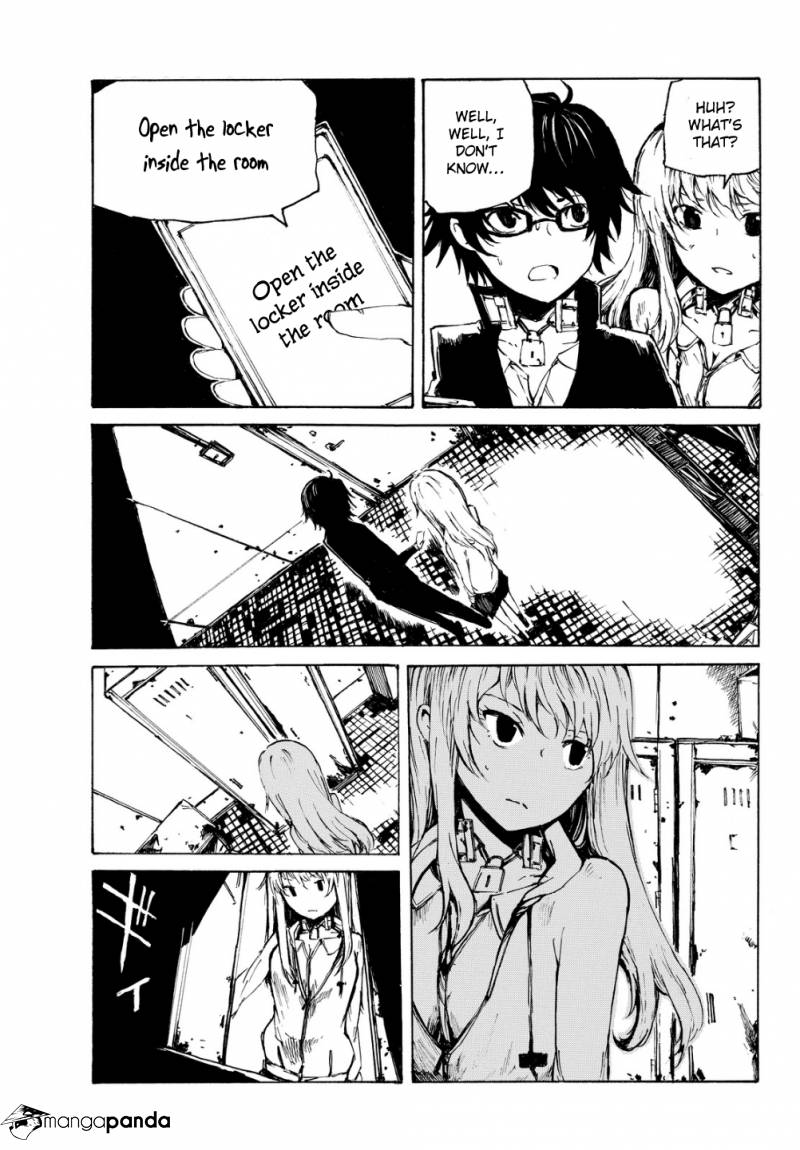 HUH?
WHAT'S
THAT?
WELL,
WELL, I
DON'T
KNOW...
Open the locker
inside the room
Open the
locker inside
the room
ギイ
mangapanda